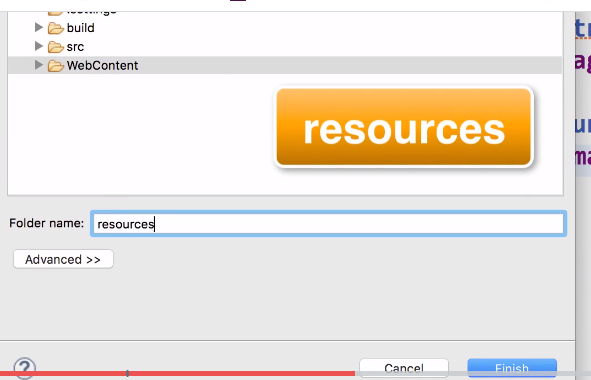 build
src
WebContent
resources
Folder name: resources
Advanced >>
?
Cancel
Finish